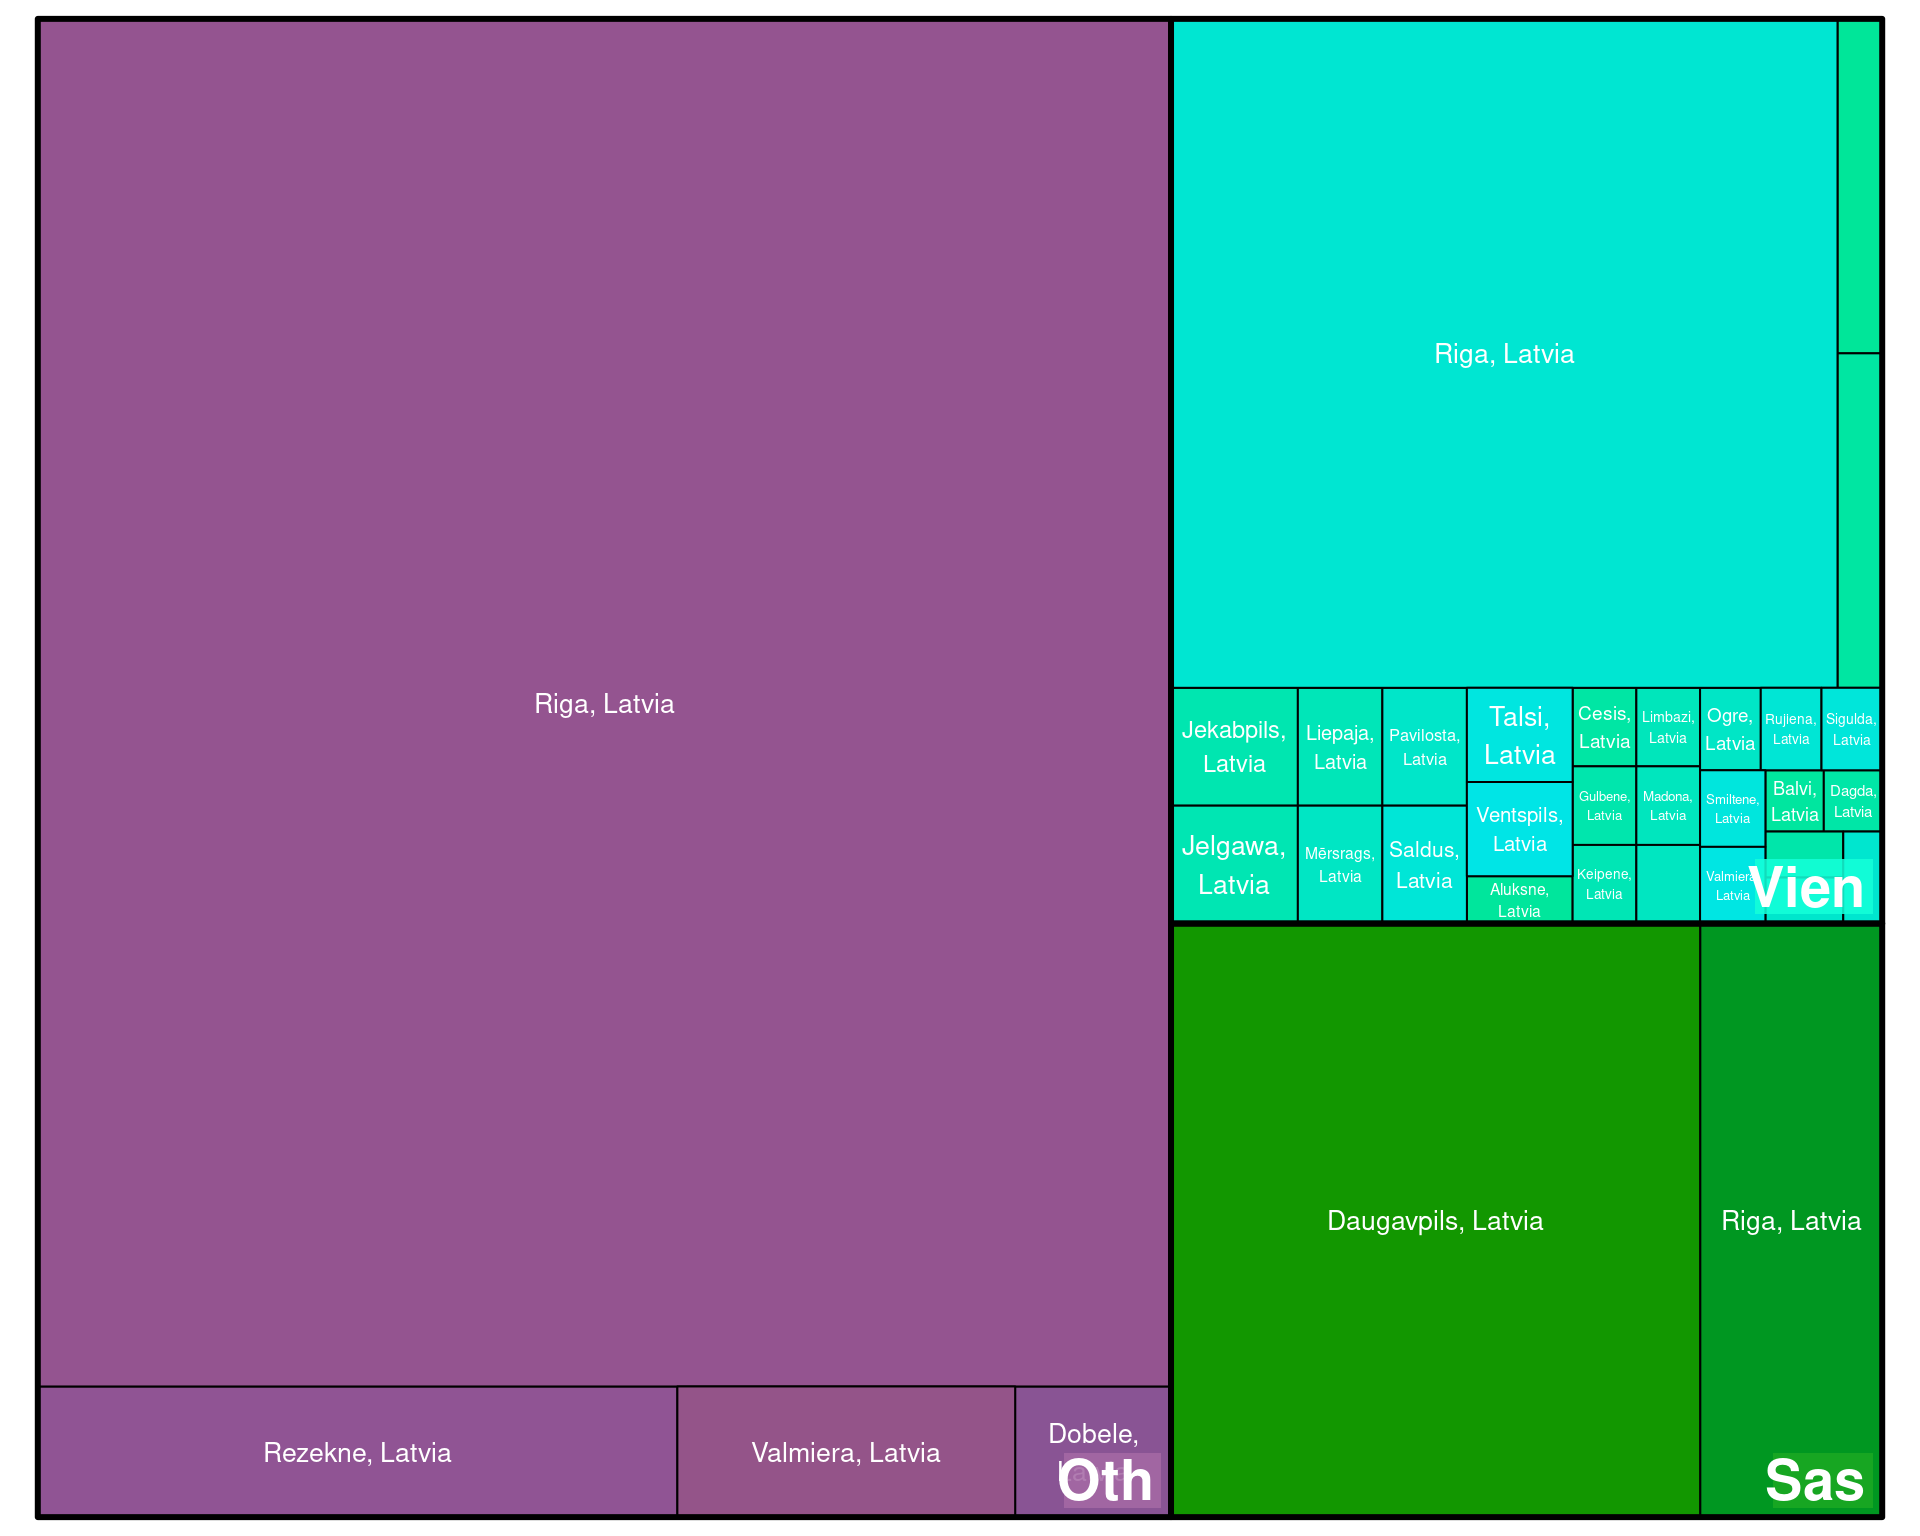 Riga, Latvia
Rezekne, Latvia
Valmiera, Latvia
Dobele,
Oth
Riga, Latvia
Jekabpils,
Latvia
Liepaja,
Latvia
Pavilosta,
Latvia
Talsi,
Latvia
Cesis,
Latvia
Limbazi,
Latvia
Ogre,
Latvia
Rujiena,
Latvia
Sigulda,
Latvia
Jelgawa,
Latvia
Mērsrags,
Latvia
Saldus,
Latvia
Ventspils,
Latvia
Aluksne,
Latvia
Gulbene,
Latvia
Madona,
Latvia
Keipene,
Latvia
Smiltene,
Latvia
Balvi,
Latvia
Dagda,
Latvia
Valmiera
Latvia
Vien
Daugavpils, Latvia
Riga, Latvia
Sas